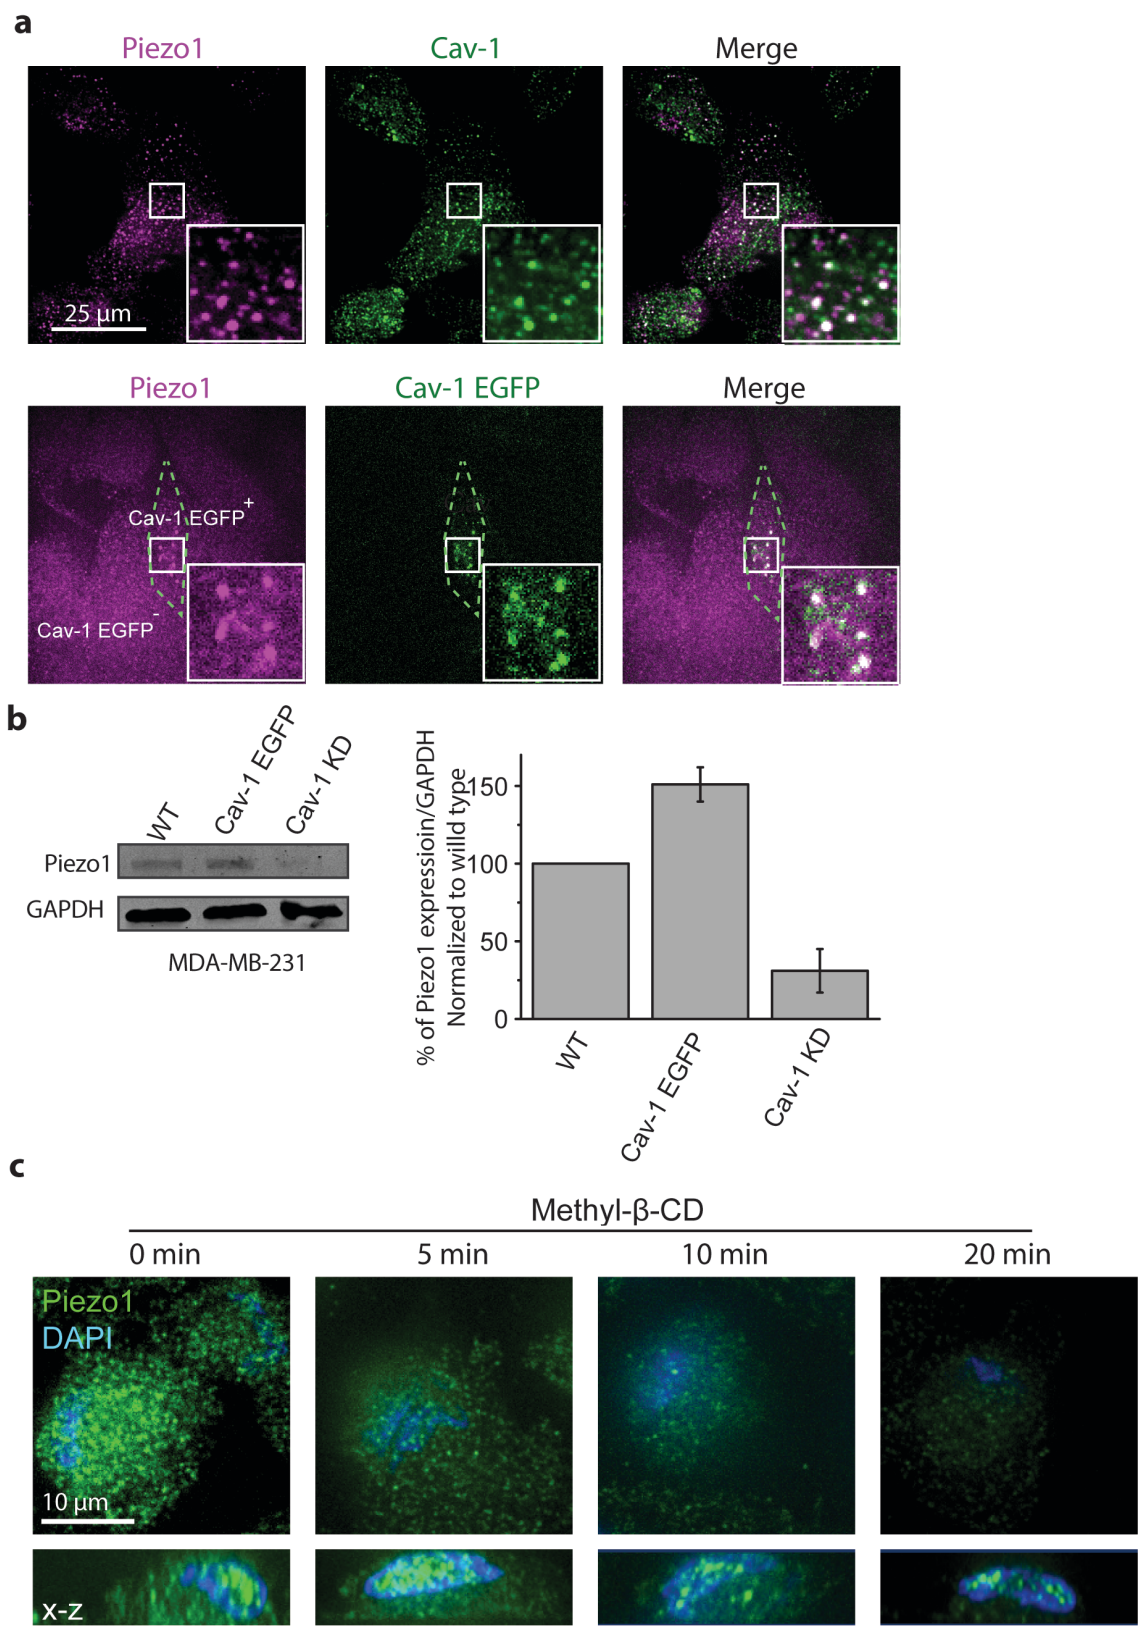 a
Piezo1
Cav-1
Merge
25 μm
Piezo1
Cav-1 EGFP
Merge
Cav-1 EGFP+
Cav-1 EGFP-
b
WT
Cav-1 EGFP
Cav-1 KD
Piezo1
GAPDH
MDA-MB-231
% of Piezo1 expressioin/GAPDH
Normalized to willd type
150
100
50
0
WT
Cav-1 EGFP
Cav-1 KD
c
Methyl-β-CD
0 min
5 min
10 min
20 min
Piezo1
DAPI
10 μm
x-z